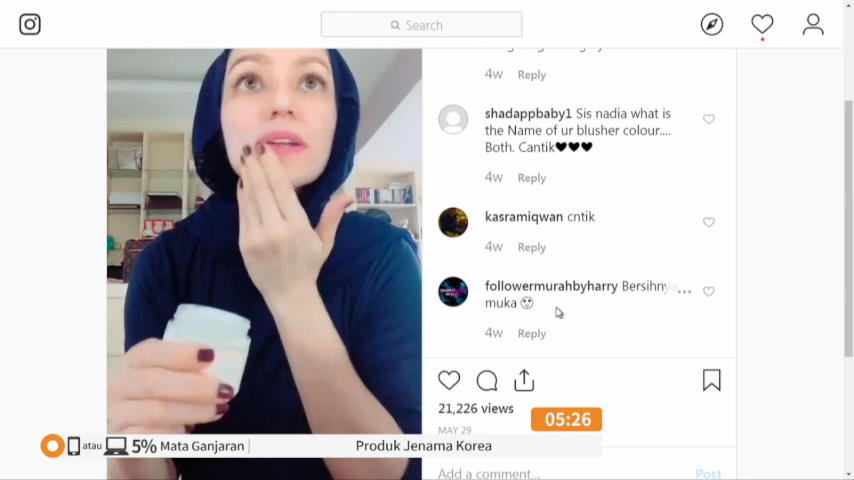 Search
4w Reply
shadappbaby1 Sis nadia what is
the Name of ur blusher colour....
Both. Cantik🖤🖤🖤
4w Reply
kasramiqwan cntik
4w Reply
followermurahbyharry Bersihnya
muka 😍
4w Reply
21,226 views
MAY 29
05:26
atau 5% Mata Ganjaran
Produk Jenama Korea
Add a comment...
Post